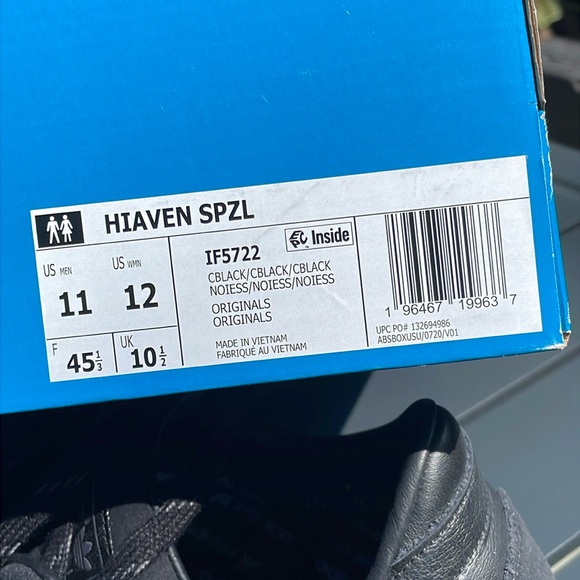 HIAVEN SPZL
US MEN
11
US WMN
12
F
45 1/3
UK
10 1/2
IF5722
EC Inside
CBLACK/CBLACK/CBLACK
NOIESS/NOIESS/NOIESS
ORIGINALS
ORIGINALS
MADE IN VIETNAM
FABRIQUÉ AU VIETNAM
1 96467 19963 7
UPC PO# 132694986
ABSBOXUSU/0720/V01